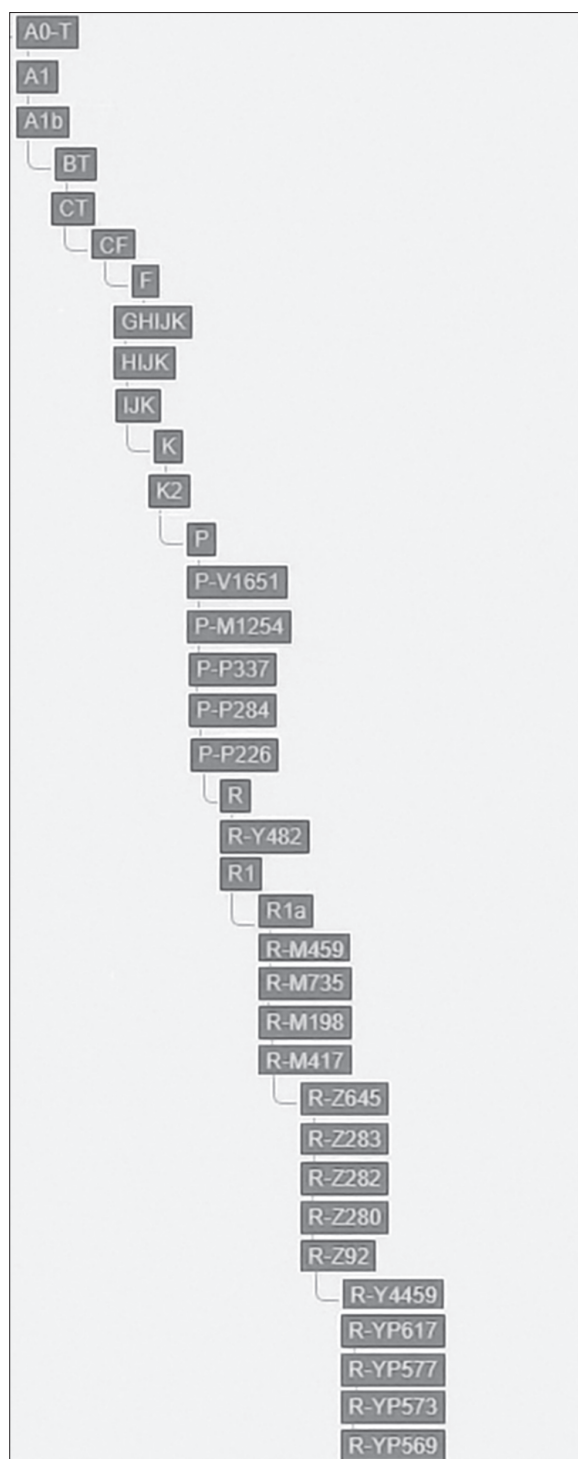 A0-T
A1
A1b
BT
CT
CF
F
GHIJK
HIJK
IJK
K
K2
P
P-V1651
P-M1254
P-P337
P-P284
P-P226
R
R-Y482
R1
R1a
R-M459
R-M735
R-M198
R-M417
R-Z645
R-Z283
R-Z282
R-Z280
R-Z92
R-Y4459
R-YP617
R-YP577
R-YP573
R-YP569